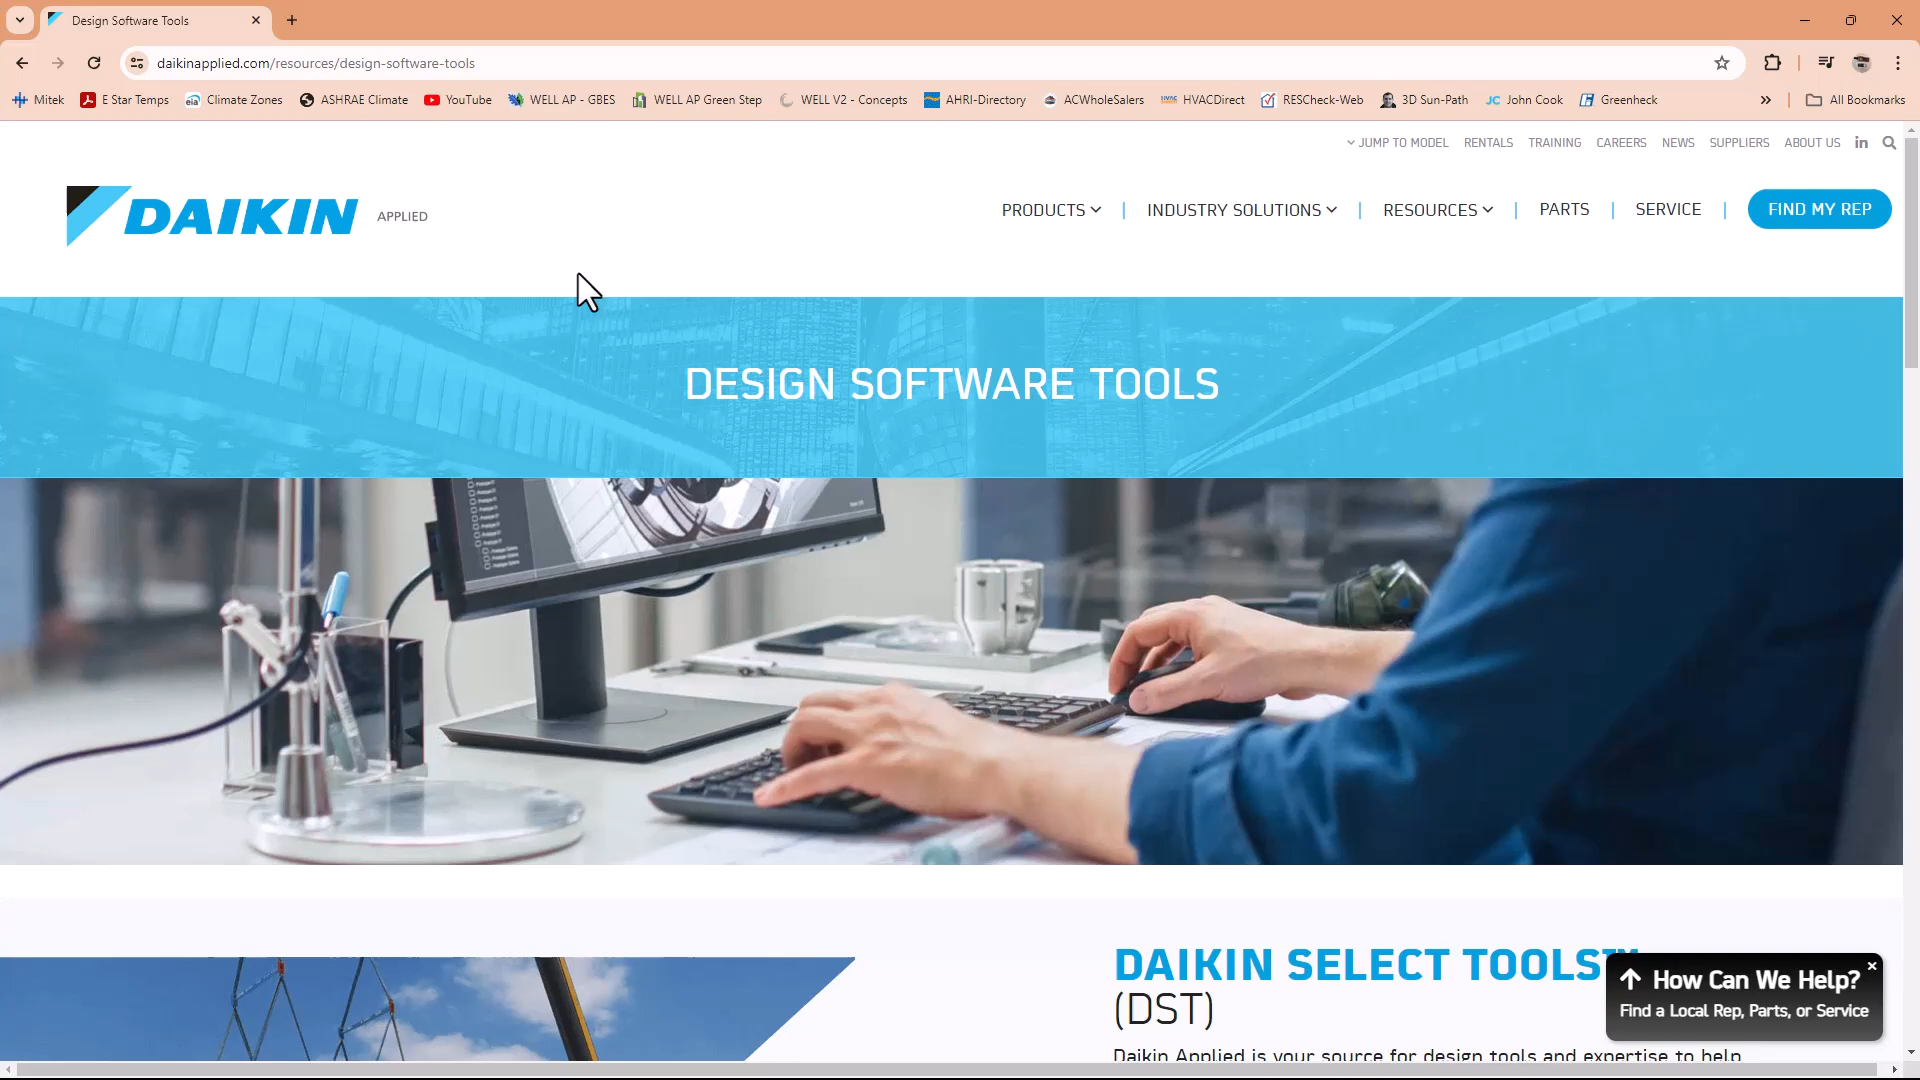 Design Software Tools
daikinapplied.com/resources/design-software-tools
Mitek E Star Temps Climate Zones ASHRAE Climate YouTube WELL AP - GBES WELL AP Green Step WELL V2 - Concepts AHRI-Directory ACWholeSalers HVACDirect RESCheck-Web 3D Sun-Path John Cook Greenheck All Bookmarks
JUMP TO MODEL RENTALS TRAINING CAREERS NEWS SUPPLIERS ABOUT US in
DAIKIN APPLIED
PRODUCTS | INDUSTRY SOLUTIONS | RESOURCES | PARTS | SERVICE | FIND MY REP
DESIGN SOFTWARE TOOLS
DAIKIN SELECT TOOLS™
(DST)
Daikin Applied is your source for design tools and expertise to help
How Can We Help?
Find a Local Rep, Parts, or Service